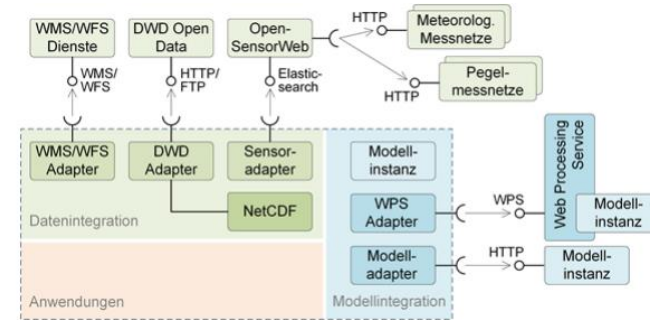 WMS/WFS
Dienste
DWD Open
Data
Open-
SensorWeb
HTTP
Meteorolog.
Messnetze
WMS/
WFS
HTTP/
FTP
Elastic-
search
HTTP
Pegel-
messnetze
WMS/WFS
Adapter
DWD
Adapter
Sensor-
adapter
Modell-
instanz
NetCDF
Datenintegration
WPS
Adapter
WPS
Web Processing
Service
Modell-
instanz
Modell-
adapter
HTTP
Modell-
instanz
Anwendungen
Modellintegration